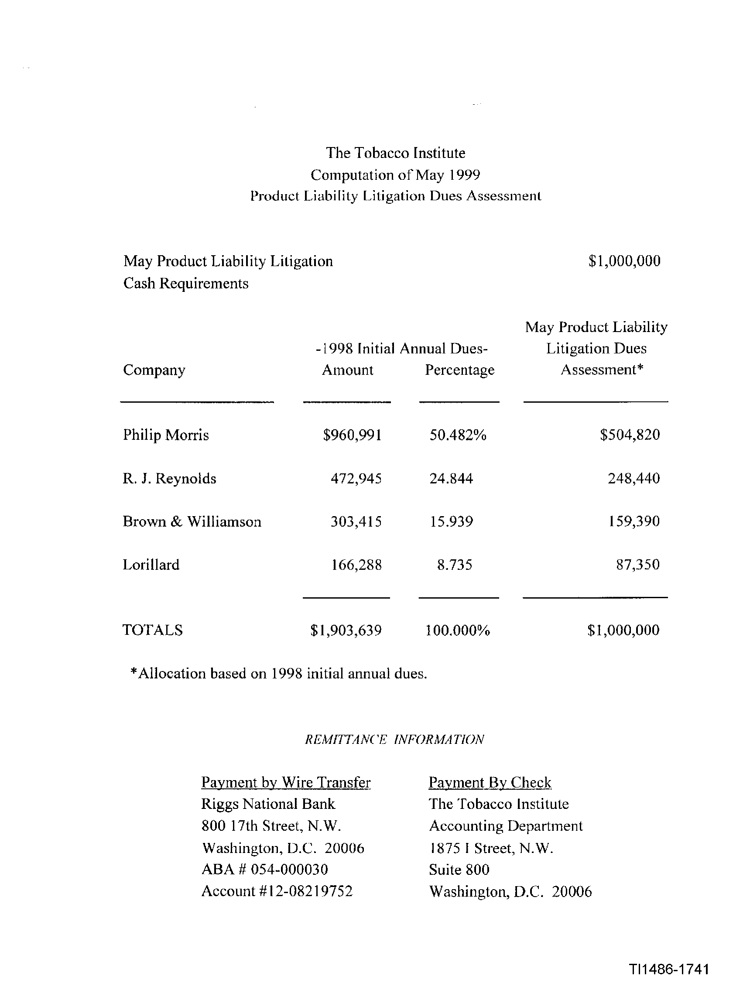 The Tobacco Institute
Computation of May 1999
Product Liability Litigation Dues Assessment
May Product Liability Litigation $1,000,000
Cash Requirements
May Product Liability
-1998 Initial Annual Dues- Litigation Dues
Company Amount Percentage Assessment*
Philip Morris $960,991 50.482% $504,820
R. J. Reynolds 472,945 24.844 248,440
Brown & Williamson 303,415 15.939 159,390
Lorillard 166,288 8.735 87,350
TOTALS $1,903,639 100.000% $1,000,000
*Allocation based on 1998 initial annual dues.
REMITTANCE INFORMATION
Payment by Wire Transfer Payment By Check
Riggs National Bank The Tobacco Institute
800 17th Street, N.W. Accounting Department
Washington, D.C. 20006 1875 I Street, N.W.
ABA # 054-000030 Suite 800
Account #12-08219752 Washington, D.C. 20006
TI1486-1741